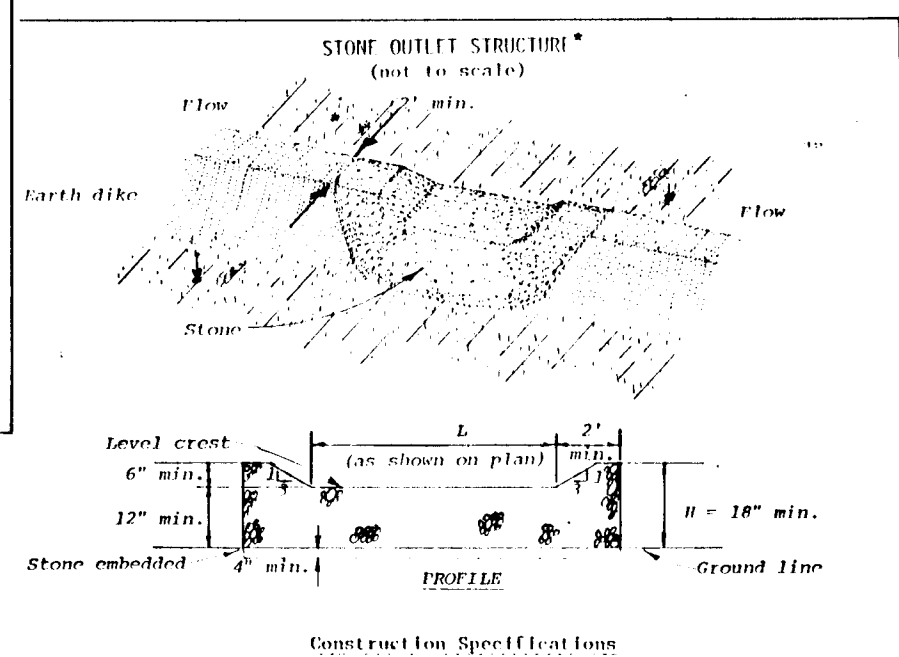 STONE OUTLET STRUCTURE*
(not to scale)
Flow
2' min.
Earth dike
Flow
Stone
L
2'
min.
Level crest
(as shown on plan)
6" min.
1
3
3
1
12" min.
H = 18" min.
Stone embedded
4" min.
Ground line
PROFILE
Construction Specifications